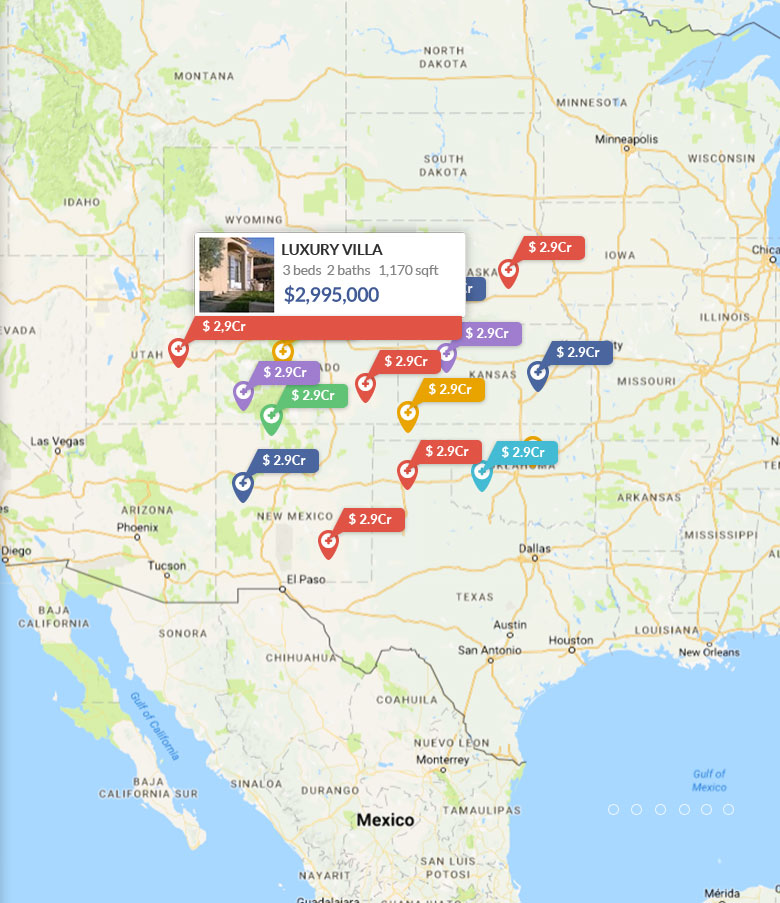 NORTH
DAKOTA
MONTANA
MINNESOTA
Minneapolis
WISCONSIN
SOUTH
DAKOTA
IDAHO
WYOMING
LUXURY VILLA
3 beds 2 baths 1,170 sqft
$2,995,000
$ 2.9Cr
IOWA
ILLINOIS
$ 2,9Cr
$ 2.9Cr
UTAH
$ 2.9Cr
$ 2.9Cr
$ 2.9Cr
KANSAS
MISSOURI
$ 2.9Cr
$ 2.9Cr
Las Vegas
$ 2.9Cr
$ 2.9Cr
$ 2.9Cr
OKLAHOMA
ARKANSAS
ARIZONA
NEW MEXICO
$ 2.9Cr
Phoenix
MISSISSIPPI
Dallas
Tucson
El Paso
TEXAS
BAJA
CALIFORNIA
SONORA
Austin
LOUISIANA
Houston
San Antonio
New Orleans
CHIHUAHUA
COAHUILA
Gulf of California
NUEVO LEON
Monterrey
Gulf of
Mexico
BAJA
CALIFORNIA SUR
SINALOA
DURANGO
TAMAULIPAS
Mexico
SAN LUIS
POTOSI
NAYARIT
Mérida